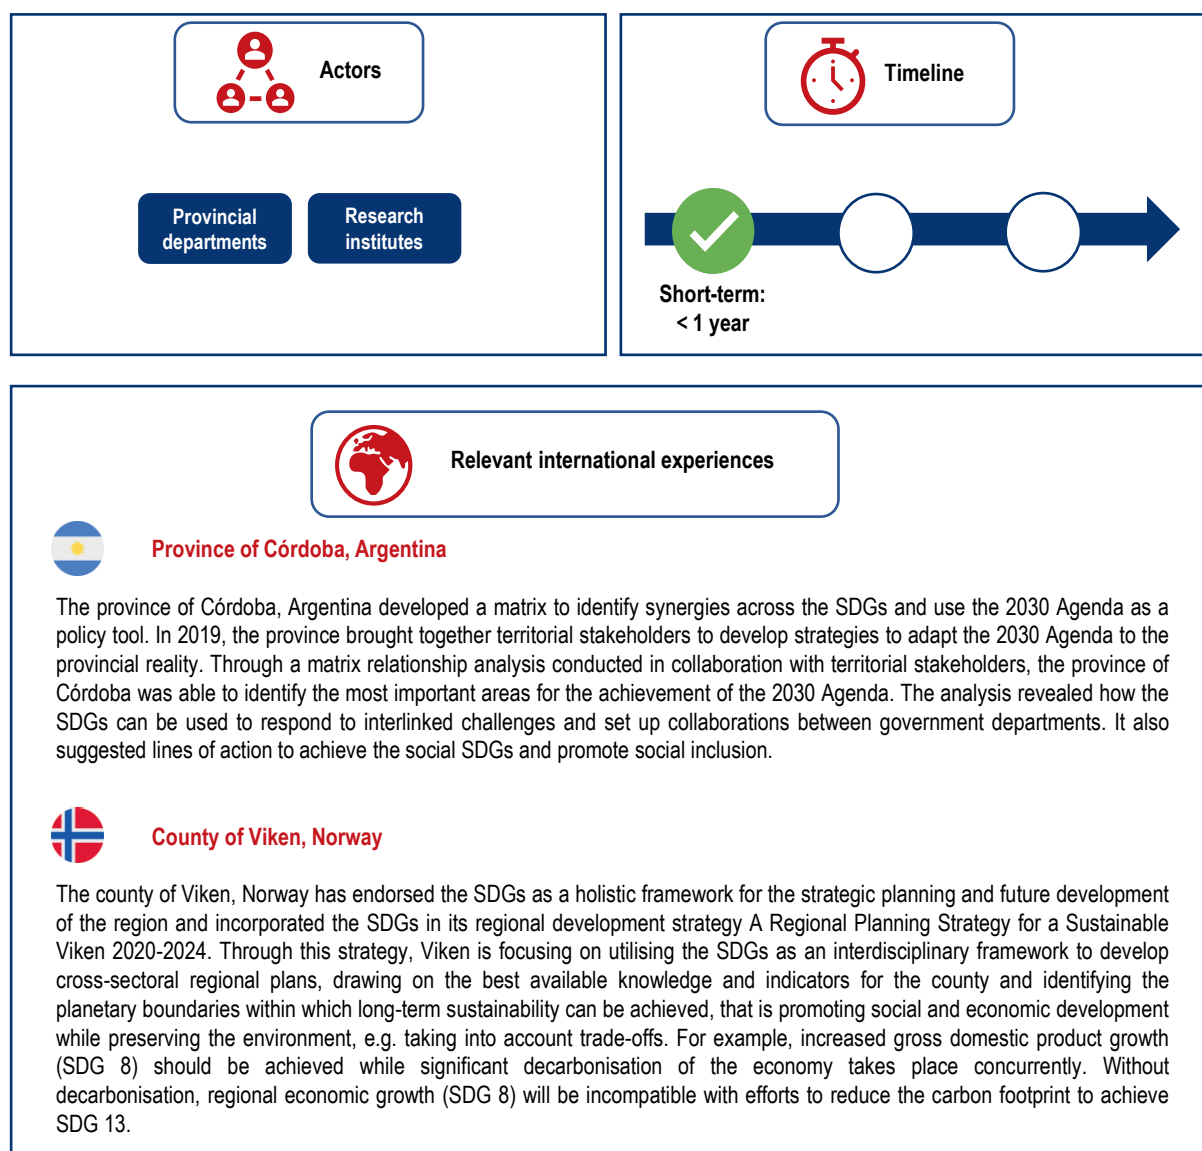 Actors
Timeline
Provincial
departments
Research
institutes
Short-term:
< 1 year
Relevant international experiences
Province of Córdoba, Argentina
The province of Córdoba, Argentina developed a matrix to identify synergies across the SDGs and use the 2030 Agenda as a
policy tool. In 2019, the province brought together territorial stakeholders to develop strategies to adapt the 2030 Agenda to the
provincial reality. Through a matrix relationship analysis conducted in collaboration with territorial stakeholders, the province of
Córdoba was able to identify the most important areas for the achievement of the 2030 Agenda. The analysis revealed how the
SDGs can be used to respond to interlinked challenges and set up collaborations between government departments. It also
suggested lines of action to achieve the social SDGs and promote social inclusion.
County of Viken, Norway
The county of Viken, Norway has endorsed the SDGs as a holistic framework for the strategic planning and future development
of the region and incorporated the SDGs in its regional development strategy A Regional Planning Strategy for a Sustainable
Viken 2020-2024. Through this strategy, Viken is focusing on utilising the SDGs as an interdisciplinary framework to develop
cross-sectoral regional plans, drawing on the best available knowledge and indicators for the county and identifying the
planetary boundaries within which long-term sustainability can be achieved, that is promoting social and economic development
while preserving the environment, e.g. taking into account trade-offs. For example, increased gross domestic product growth
(SDG 8) should be achieved while significant decarbonisation of the economy takes place concurrently. Without
decarbonisation, regional economic growth (SDG 8) will be incompatible with efforts to reduce the carbon footprint to achieve
SDG 13.